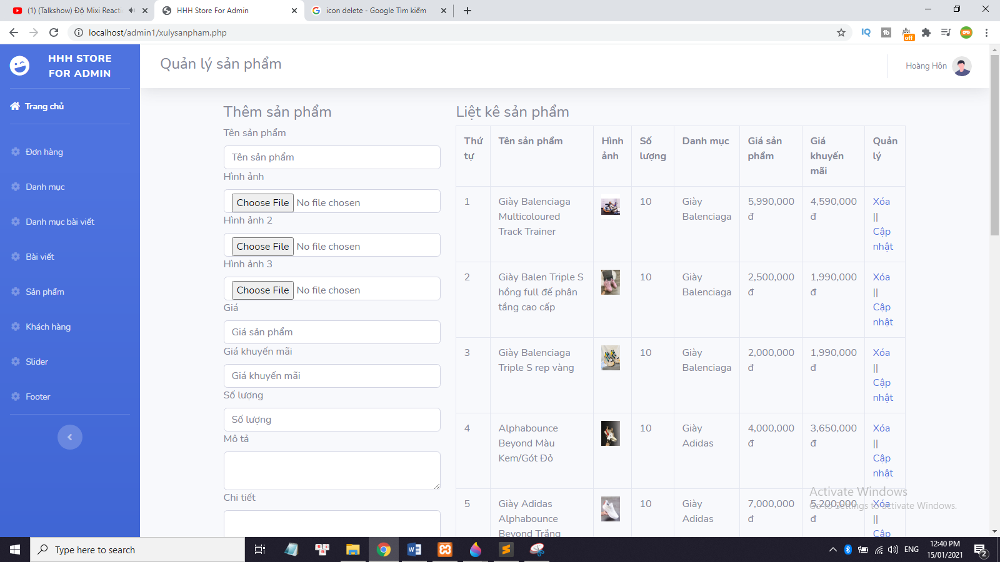 (1) (Talkshow) Độ Mixi Reacti
HHH Store For Admin
icon delete - Google Tìm kiếm
localhost/admin1/xulysanpham.php
off
HHH STORE
FOR ADMIN
Trang chủ
Đơn hàng
Danh mục
Danh mục bài viết
Bài viết
Sản phẩm
Khách hàng
Slider
Footer
Quản lý sản phẩm
Hoàng Hôn
Thêm sản phẩm
Tên sản phẩm
Tên sản phẩm
Hình ảnh
Choose File No file chosen
Hình ảnh 2
Choose File No file chosen
Hình ảnh 3
Choose File No file chosen
Giá
Giá sản phẩm
Giá khuyến mãi
Giá khuyến mãi
Số lượng
Số lượng
Mô tả
Chi tiết
Liệt kê sản phẩm
Thứ Tên sản phẩm Hình Số Danh mục Giá sản Giá Quản
tự ảnh lượng phẩm khuyến lý
mãi
1 Giày Balenciaga 10 Giày 5,990,000 4,590,000 Xóa
Multicoloured Balenciaga đ đ ||
Track Trainer Cập
nhật
2 Giày Balen Triple S 10 Giày 2,500,000 1,990,000 Xóa
hồng full đế phân Balenciaga đ đ ||
tầng cao cấp Cập
nhật
3 Giày Balenciaga 10 Giày 2,000,000 1,990,000 Xóa
Triple S rep vàng Balenciaga đ đ ||
Cập
nhật
4 Alphabounce 10 Giày 4,000,000 3,650,000 Xóa
Beyond Màu Adidas đ đ ||
Kem/Gót Đỏ Cập
nhật
5 Giày Adidas 10 Giày 7,000,000 5,200,000 Xóa
Alphabounce Adidas đ đ ||
Beyond Trắng Cập
Activate Windows
Go to Settings to activate Windows.
Type here to search
ENG
12:40 PM
15/01/2021
2